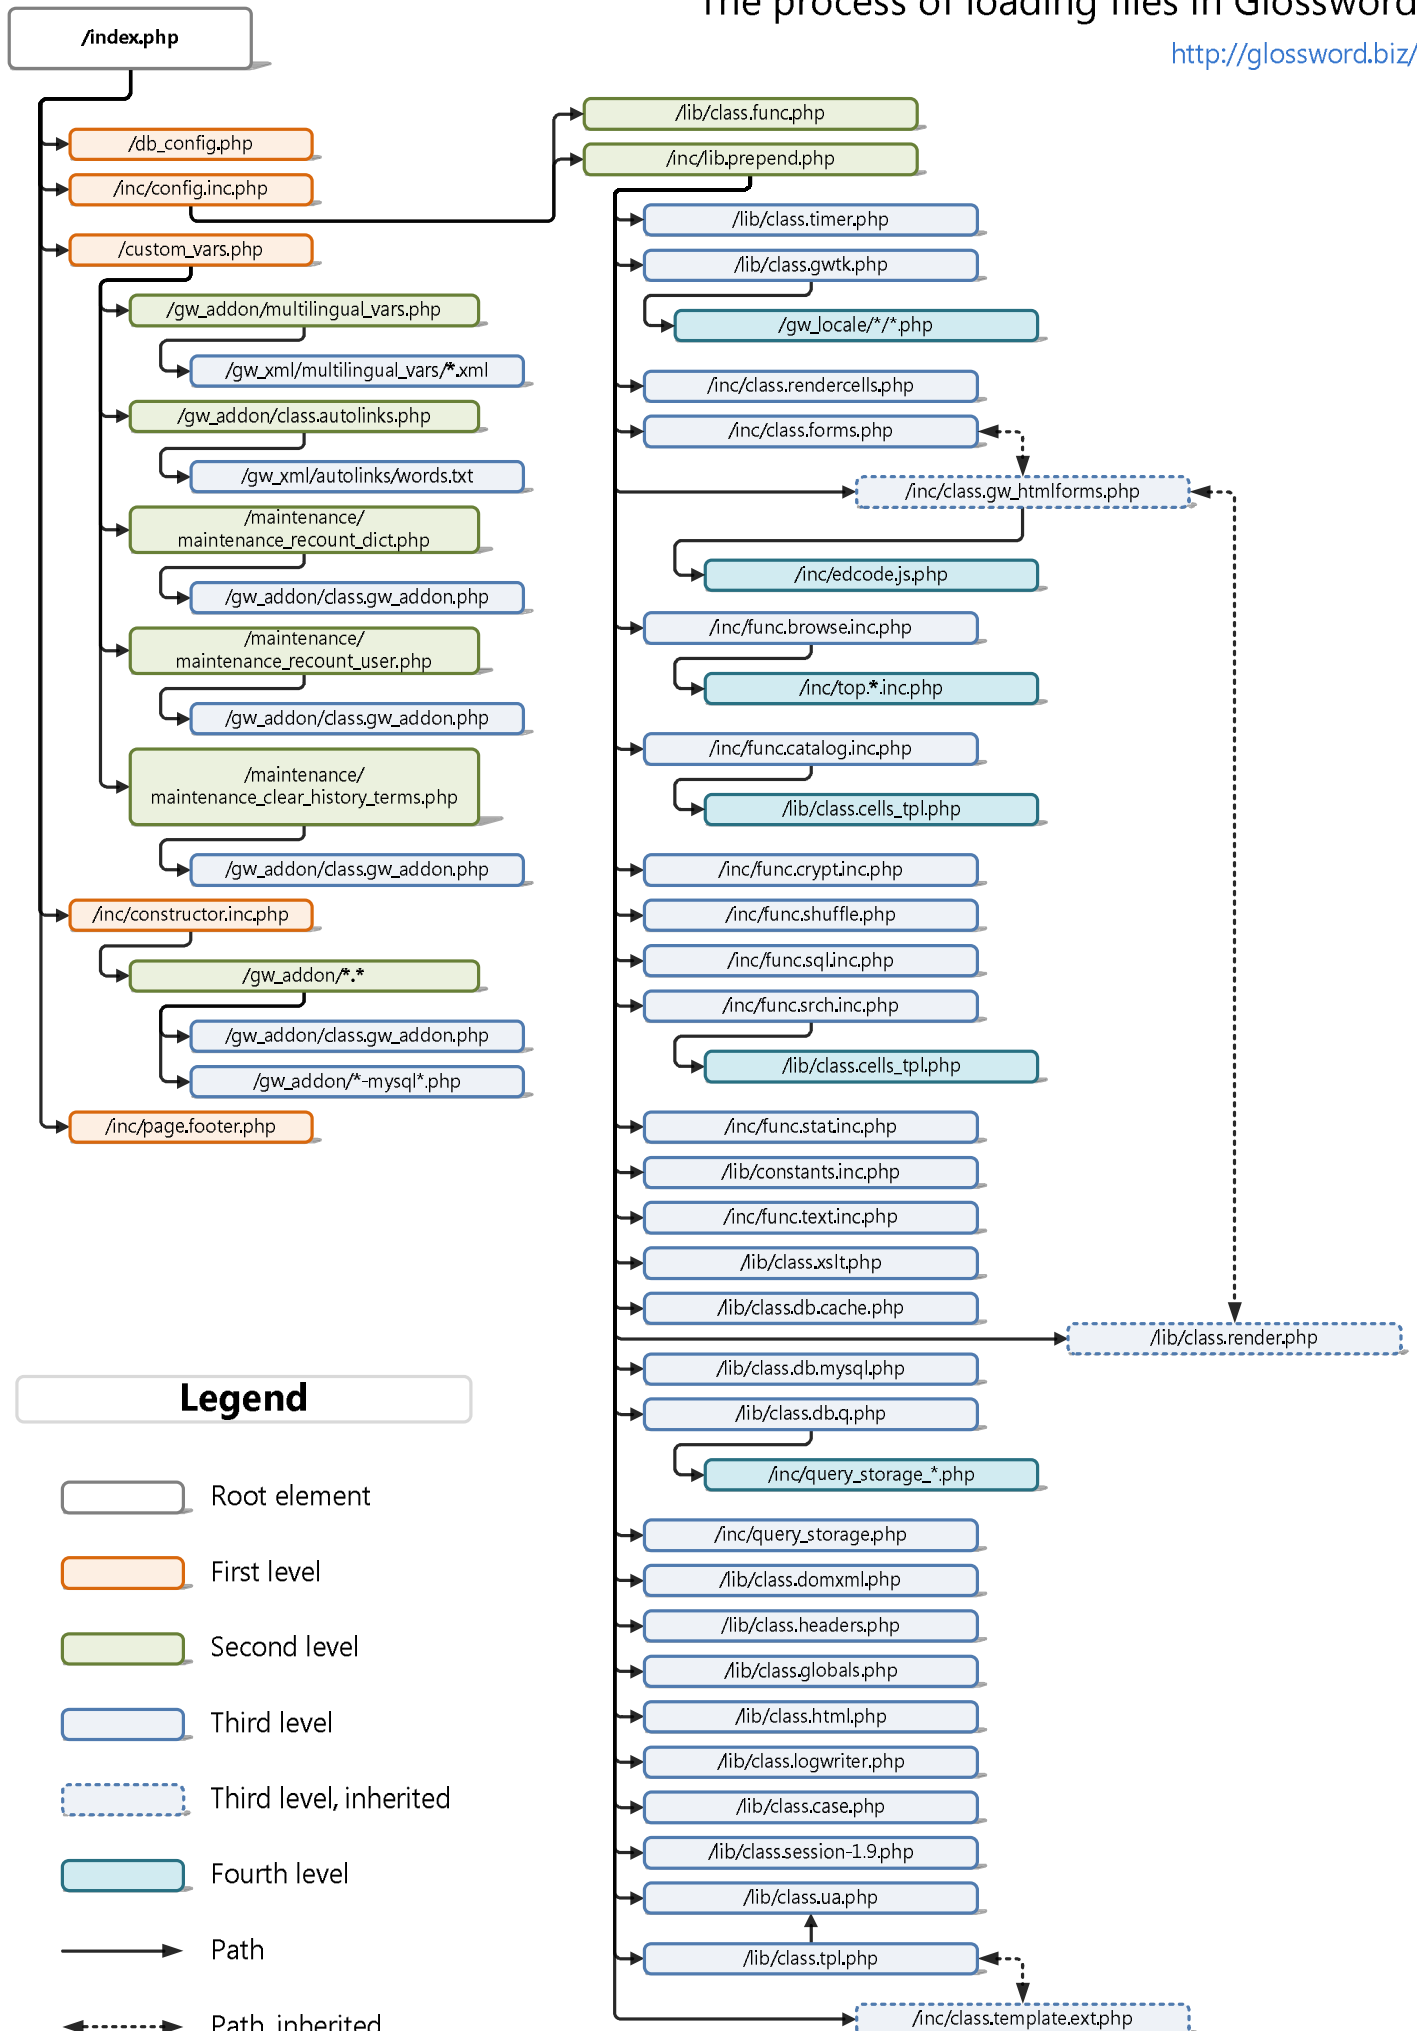 The process of loading files in Glossword
http://glossword.biz/
/index.php
/db_config.php
/inc/config.inc.php
/custom_vars.php
/gw_addon/multilingual_vars.php
/gw_xml/multilingual_vars/*.xml
/gw_addon/class.autolinks.php
/gw_xml/autolinks/words.txt
/maintenance/
maintenance_recount_dict.php
/gw_addon/class.gw_addon.php
/maintenance/
maintenance_recount_user.php
/gw_addon/class.gw_addon.php
/maintenance/
maintenance_clear_history_terms.php
/gw_addon/class.gw_addon.php
/inc/constructor.inc.php
/gw_addon/*.*
/gw_addon/class.gw_addon.php
/gw_addon/*-mysql*.php
/inc/page.footer.php
/lib/class.func.php
/inc/lib.prepend.php
/lib/class.timer.php
/lib/class.gwtk.php
/gw_locale/*/*.php
/inc/class.rendercells.php
/inc/class.forms.php
/inc/class.gw_htmlforms.php
/inc/edcode.js.php
/inc/func.browse.inc.php
/inc/top.*.inc.php
/inc/func.catalog.inc.php
/lib/class.cells_tpl.php
/inc/func.crypt.inc.php
/inc/func.shuffle.php
/inc/func.sql.inc.php
/inc/func.srch.inc.php
/lib/class.cells_tpl.php
/inc/func.stat.inc.php
/lib/constants.inc.php
/inc/func.text.inc.php
/lib/class.xslt.php
/lib/class.db.cache.php
/lib/class.render.php
/lib/class.db.mysql.php
/lib/class.db.q.php
/inc/query_storage_*.php
/inc/query_storage.php
/lib/class.domxml.php
/lib/class.headers.php
/lib/class.globals.php
/lib/class.html.php
/lib/class.logwriter.php
/lib/class.case.php
/lib/class.session-1.9.php
/lib/class.ua.php
/lib/class.tpl.php
/inc/class.template.ext.php
Legend
Root element
First level
Second level
Third level
Third level, inherited
Fourth level
Path
Path, inherited